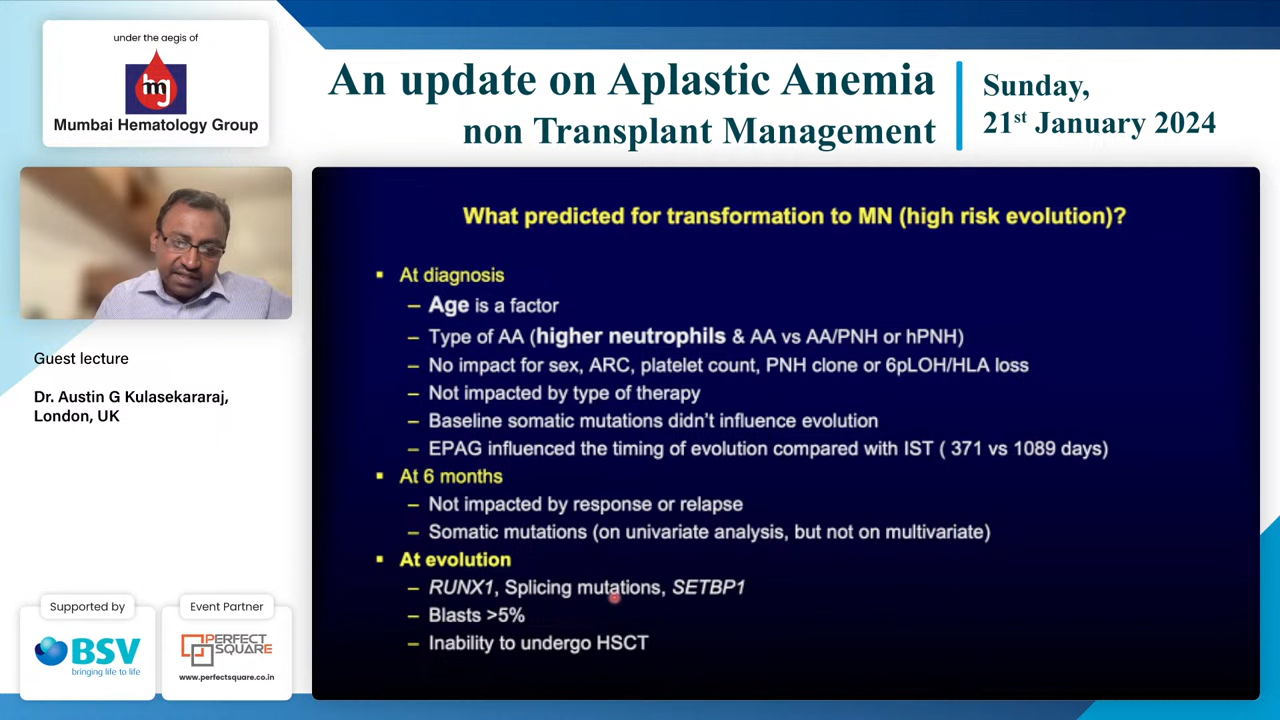 under the aegis of
hg
Mumbai Hematology Group
An update on Aplastic Anemia
non Transplant Management
Sunday,
21st January 2024
Guest lecture
Dr. Austin G Kulasekararaj,
London, UK
What predicted for transformation to MN (high risk evolution)?
▪ At diagnosis
– Age is a factor
– Type of AA (higher neutrophils & AA vs AA/PNH or hPNH)
– No impact for sex, ARC, platelet count, PNH clone or 6pLOH/HLA loss
– Not impacted by type of therapy
– Baseline somatic mutations didn't influence evolution
– EPAG influenced the timing of evolution compared with IST ( 371 vs 1089 days)
▪ At 6 months
– Not impacted by response or relapse
– Somatic mutations (on univariate analysis, but not on multivariate)
▪ At evolution
– RUNX1, Splicing mutations, SETBP1
– Blasts >5%
– Inability to undergo HSCT
Supported by
BSV
bringing life to life
Event Partner
PERFECT
SQUARE
www.perfectsquare.co.in